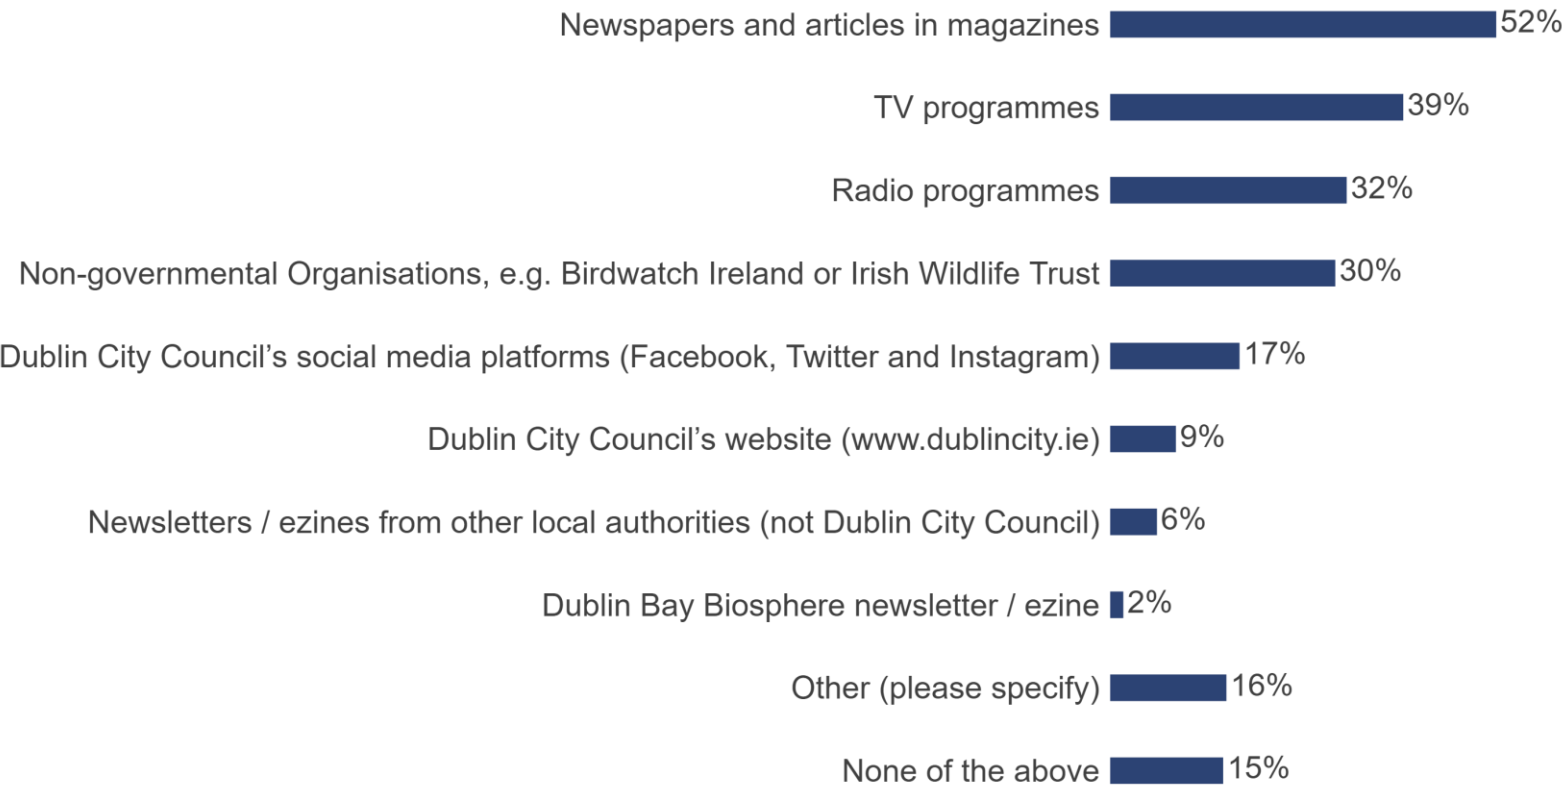 Newspapers and articles in magazines 52%
TV programmes 39%
Radio programmes 32%
Non-governmental Organisations, e.g. Birdwatch Ireland or Irish Wildlife Trust 30%
Dublin City Council’s social media platforms (Facebook, Twitter and Instagram) 17%
Dublin City Council’s website (www.dublincity.ie) 9%
Newsletters / ezines from other local authorities (not Dublin City Council) 6%
Dublin Bay Biosphere newsletter / ezine 2%
Other (please specify) 16%
None of the above 15%